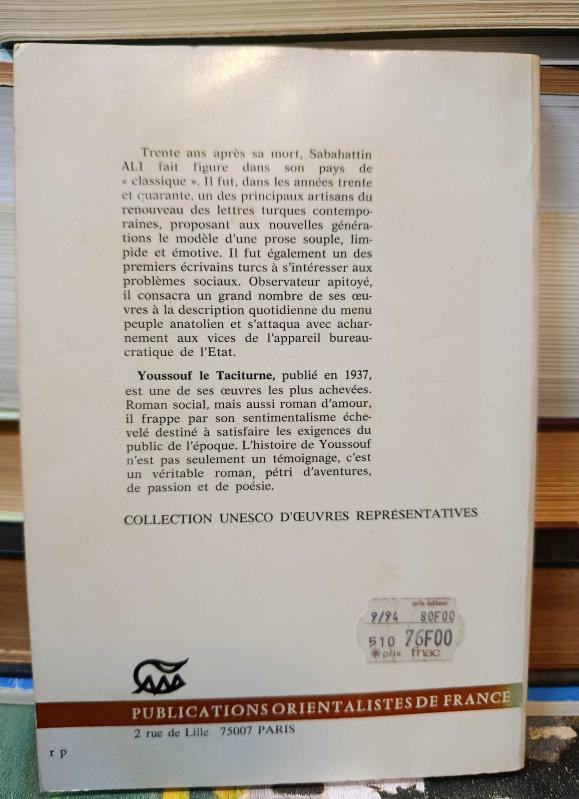 Trente ans après sa mort, Sabahattin
ALI fait figure dans son pays de
« classique ». Il fut, dans les années trente
et quarante, un des principaux artisans du
renouveau des lettres turques contempo-
raines, proposant aux nouvelles généra-
tions le modèle d'une prose souple, lim-
pide et émotive. Il fut également un des
premiers écrivains turcs à s'intéresser aux
problèmes sociaux. Observateur apitoyé,
il consacra un grand nombre de ses œu-
vres à la description quotidienne du menu
peuple anatolien et s'attaqua avec achar-
nement aux vices de l'appareil bureau-
cratique de l'Etat.
Youssouf le Taciturne, publié en 1937,
est une de ses œuvres les plus achevées.
Roman social, mais aussi roman d'amour,
il frappe par son sentimentalisme éche-
velé destiné à satisfaire les exigences du
public de l'époque. L'histoire de Youssouf
n'est pas seulement un témoignage, c'est
un véritable roman, pétri d'aventures,
de passion et de poésie.
COLLECTION UNESCO D'ŒUVRES REPRÉSENTATIVES
prix éditeur
9/94 80F00
510 76F00
*prix fnac
PUBLICATIONS ORIENTALISTES DE FRANCE
2 rue de Lille 75007 PARIS
r p